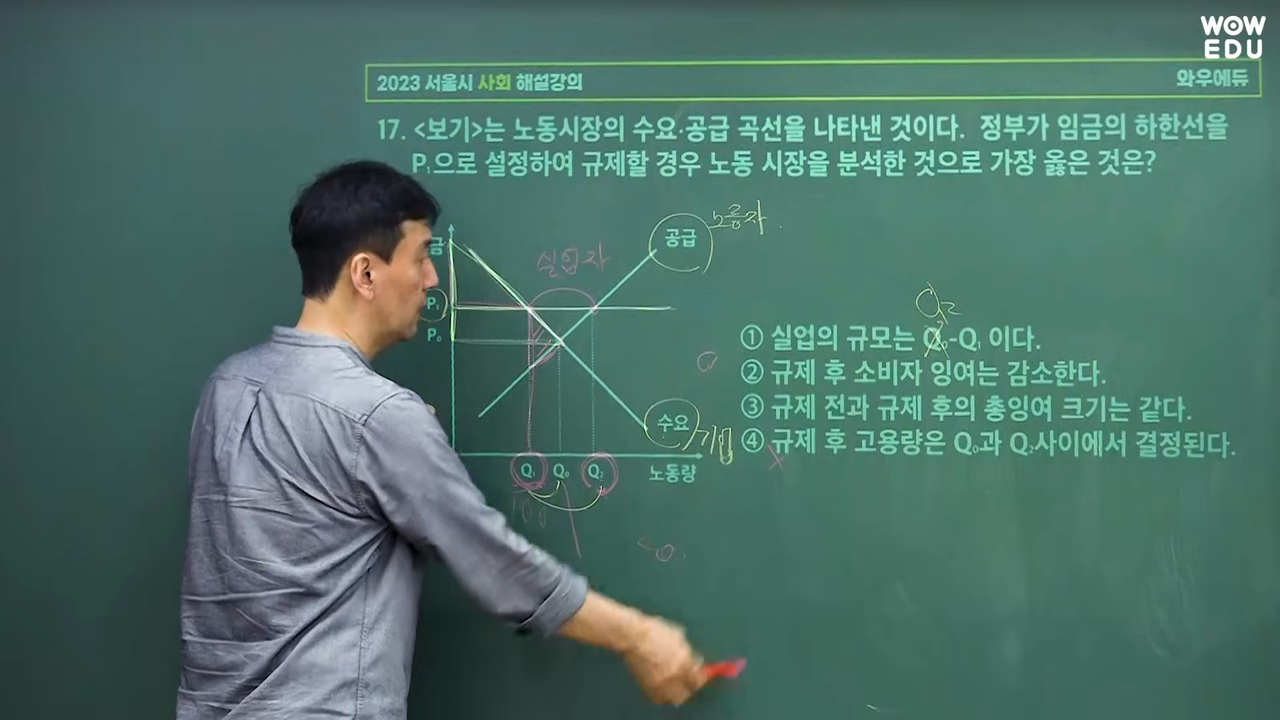 WOW
EDU
2023 서울시 사회 해설강의
와우에듀
17. <보기>는 노동시장의 수요·공급 곡선을 나타낸 것이다. 정부가 임금의 하한선을
P₁으로 설정하여 규제할 경우 노동 시장을 분석한 것으로 가장 옳은 것은?
금
실업자
공급
P₁
P₀
수요
기업
Q₁ Q₀ Q₂ 노동량
Q₂
① 실업의 규모는 Q₀-Q₁ 이다.
② 규제 후 소비자 잉여는 감소한다.
③ 규제 전과 규제 후의 총잉여 크기는 같다.
④ 규제 후 고용량은 Q₀과 Q₂사이에서 결정된다.